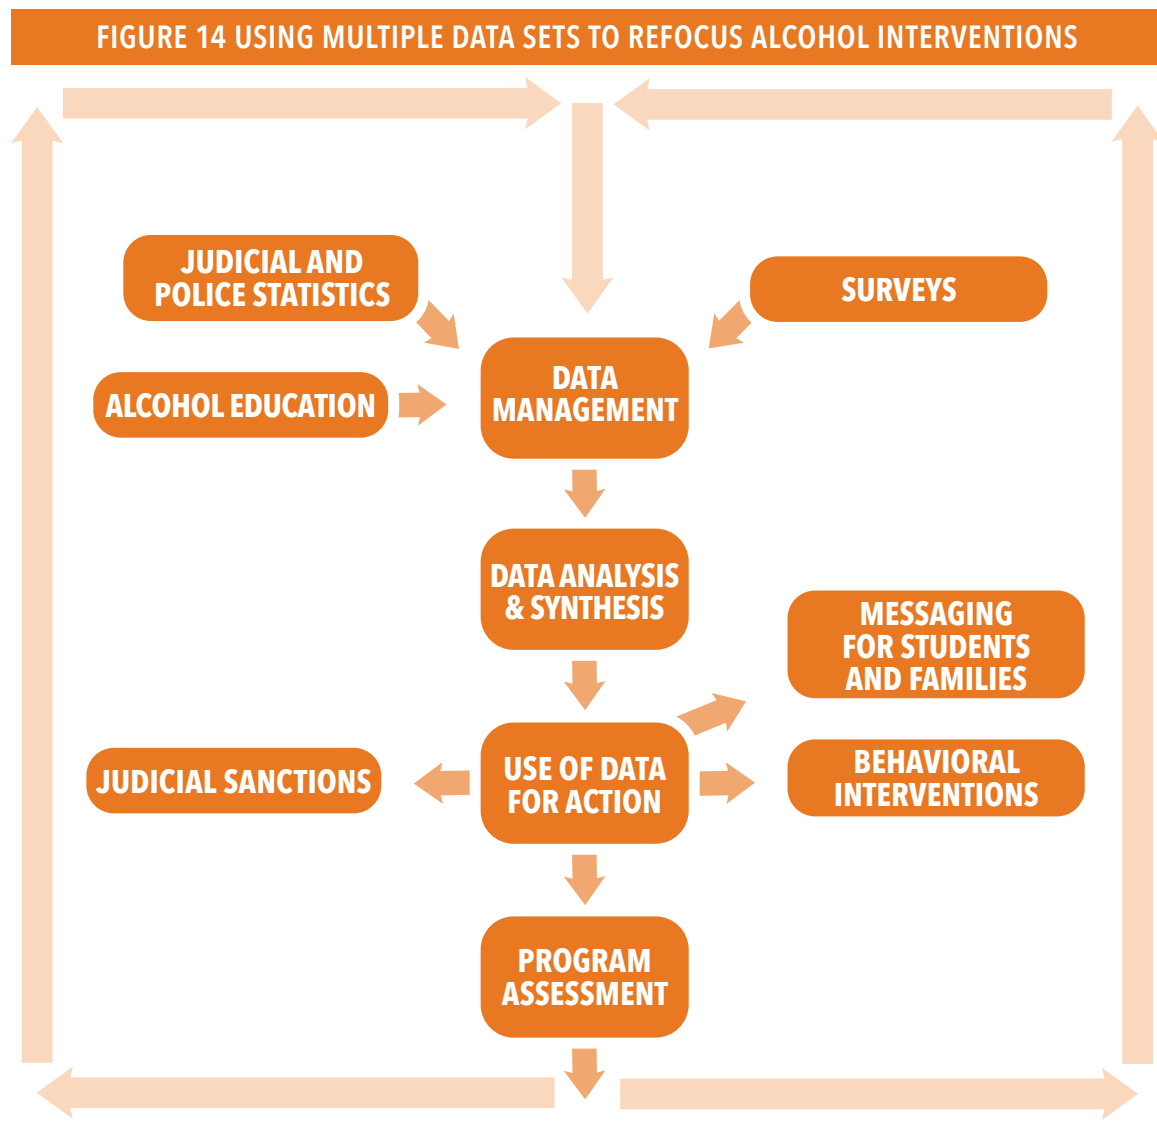 FIGURE 14 USING MULTIPLE DATA SETS TO REFOCUS ALCOHOL INTERVENTIONS
JUDICIAL AND
POLICE STATISTICS
SURVEYS
ALCOHOL EDUCATION
DATA
MANAGEMENT
DATA ANALYSIS
& SYNTHESIS
MESSAGING
FOR STUDENTS
AND FAMILIES
JUDICIAL SANCTIONS
USE OF DATA
FOR ACTION
BEHAVIORAL
INTERVENTIONS
PROGRAM
ASSESSMENT